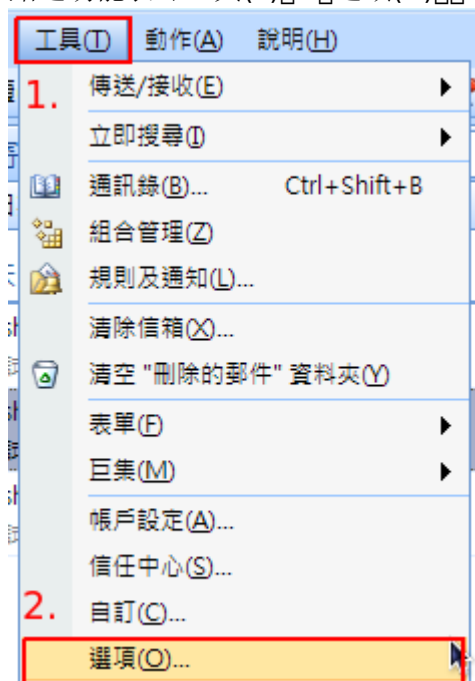 工具(T) 動作(A) 說明(H)
1.
傳送/接收(E)
立即搜尋(I)
通訊錄(B)... Ctrl+Shift+B
組合管理(Z)
規則及通知(L)...
清除信箱(X)...
清空 "刪除的郵件" 資料夾(Y)
表單(F)
巨集(M)
帳戶設定(A)...
信任中心(S)...
2.
自訂(C)...
選項(O)...